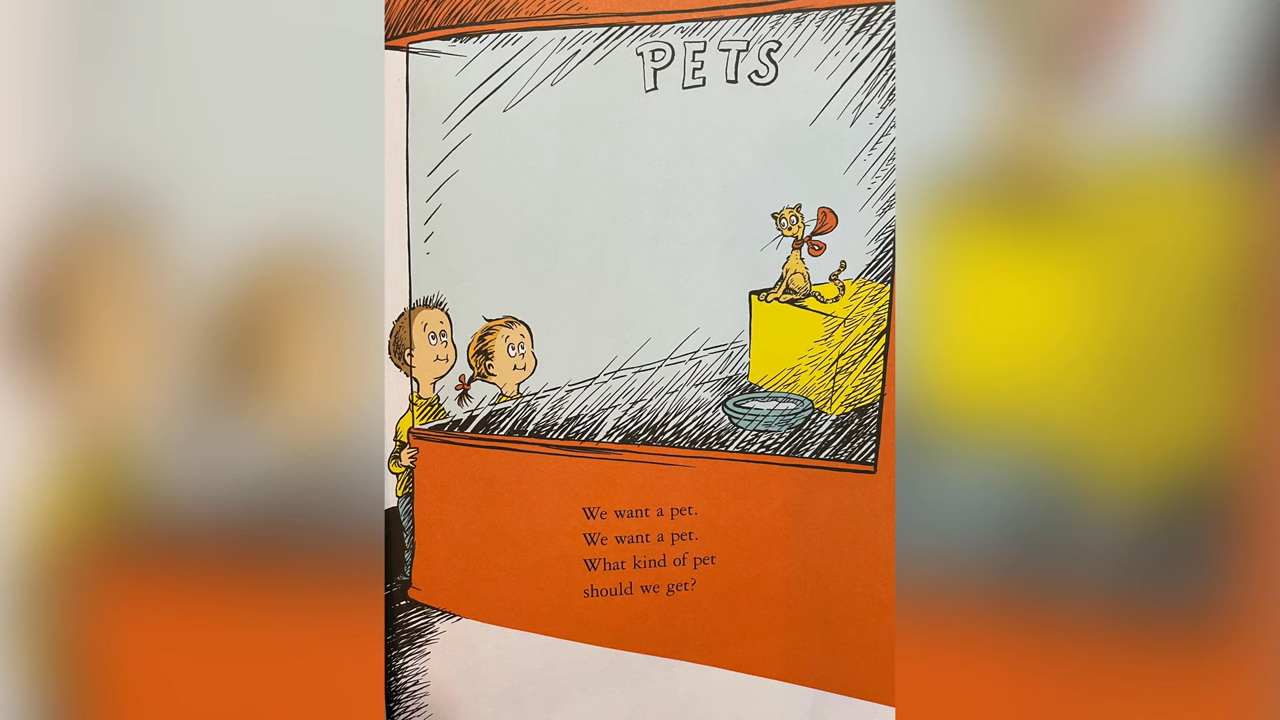 PETS
We want a pet.
We want a pet.
What kind of pet
should we get?